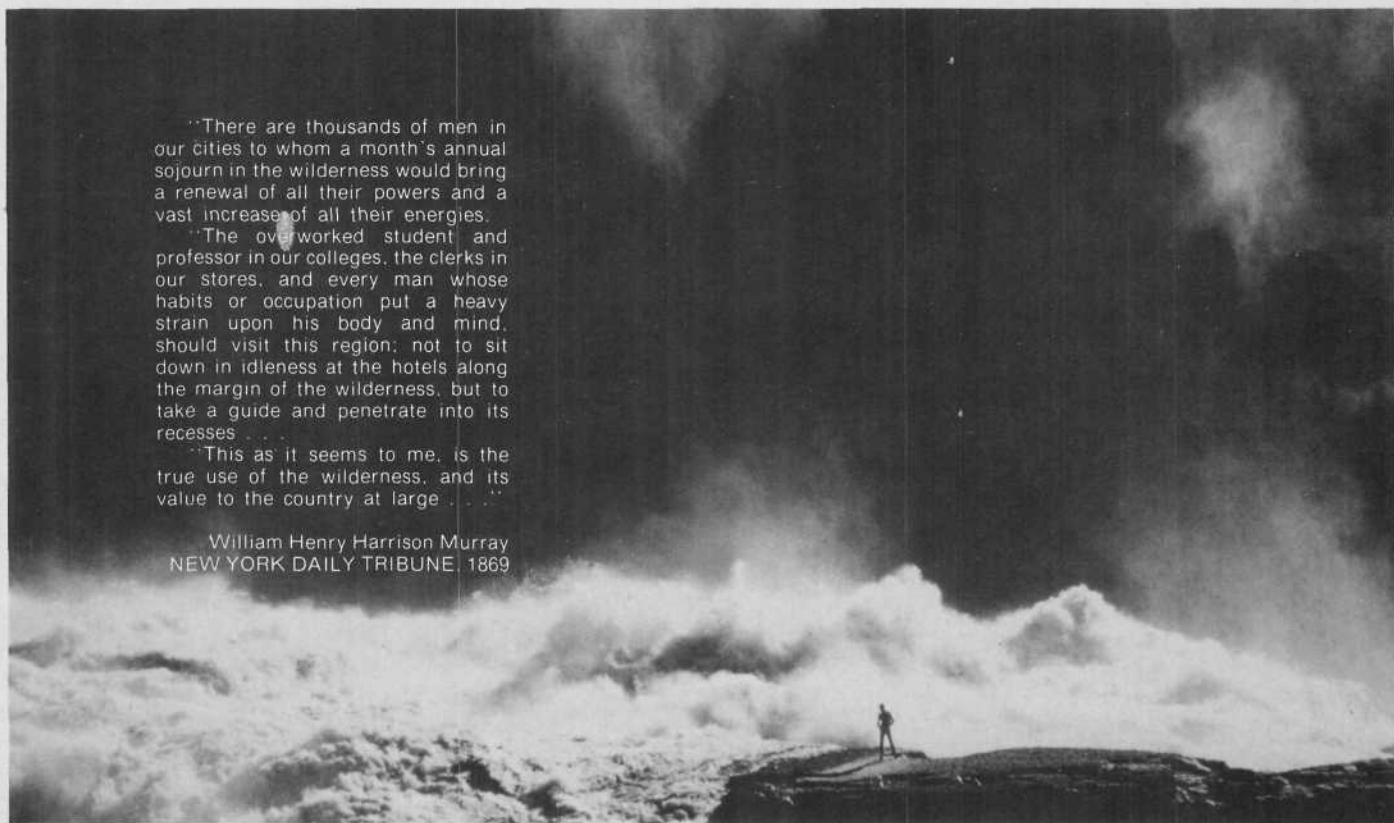 "There are thousands of men in
our cities to whom a month's annual
sojourn in the wilderness would bring
a renewal of all their powers and a
vast increase of all their energies.
"The overworked student and
professor in our colleges, the clerks in
our stores, and every man whose
habits or occupation put a heavy
strain upon his body and mind,
should visit this region; not to sit
down in idleness at the hotels along
the margin of the wilderness, but to
take a guide and penetrate into its
recesses . . .
"This as it seems to me, is the
true use of the wilderness, and its
value to the country at large . . ."
William Henry Harrison Murray
NEW YORK DAILY TRIBUNE, 1869